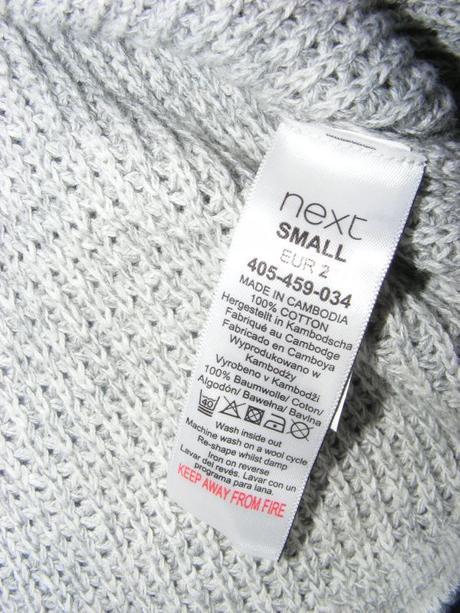 next
SMALL
EUR 2
405-459-034
MADE IN CAMBODIA
100% COTTON
Hergestellt in Kambodscha
Fabriqué au Cambodge
Fabricado en Camboya
Wyprodukowano w
Kambodży
Vyrobeno v Kambodži
100% Baumwolle/ Coton/
Algodón/ Bawełna/ Bavlna
40
Wash inside out
Machine wash on a wool cycle
Re-shape whilst damp
Iron on reverse
Lavar del revés. Lavar con un
programa para lana.
KEEP AWAY FROM FIRE